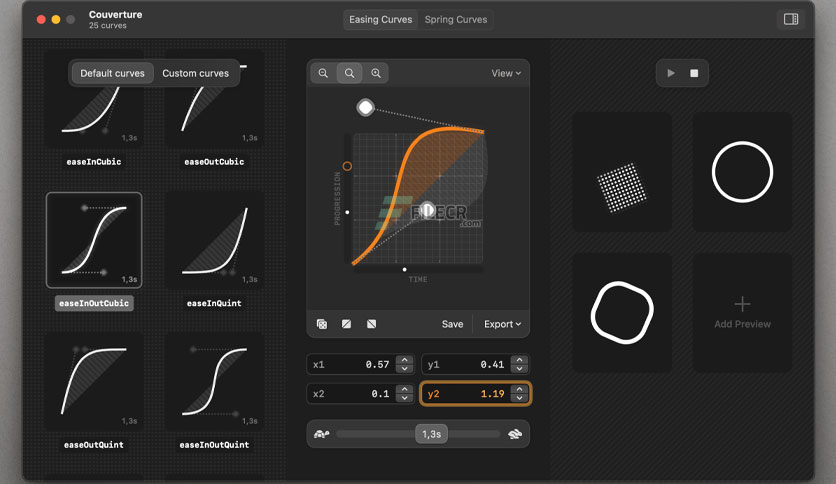 Couverture
25 curves
Easing Curves
Spring Curves
Default curves
Custom curves
1,3s
1,3s
easeInCubic
easeOutCubic
1,3s
1,3s
easeInOutCubic
easeInQuint
1,3s
1,3s
easeOutQuint
easeInOutQuint
View
PROGRESSION
FILECR
.com
TIME
Save
Export
x1 0.57
y1 0.41
x2 0.1
y2 1.19
1,3s
Add Preview